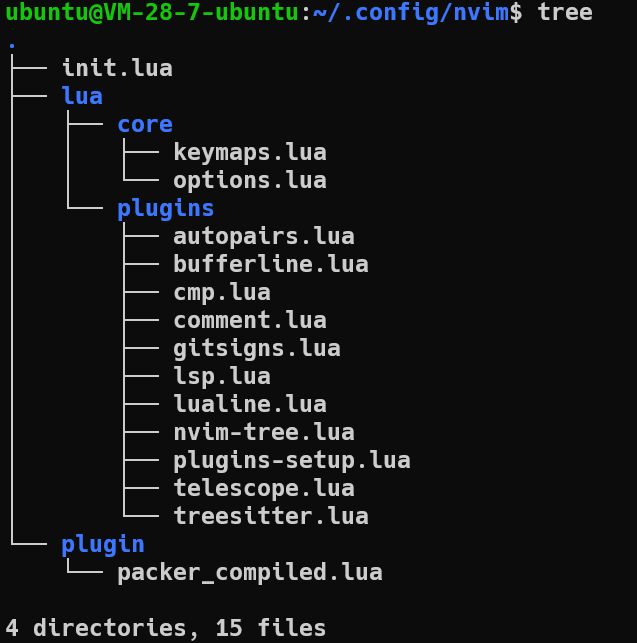 ubuntu@VM-28-7-ubuntu:~/.config/nvim$ tree
.
├── init.lua
├── lua
│   ├── core
│   │   ├── keymaps.lua
│   │   └── options.lua
│   └── plugins
│       ├── autopairs.lua
│       ├── bufferline.lua
│       ├── cmp.lua
│       ├── comment.lua
│       ├── gitsigns.lua
│       ├── lsp.lua
│       ├── lualine.lua
│       ├── nvim-tree.lua
│       ├── plugins-setup.lua
│       ├── telescope.lua
│       └── treesitter.lua
└── plugin
    └── packer_compiled.lua

4 directories, 15 files